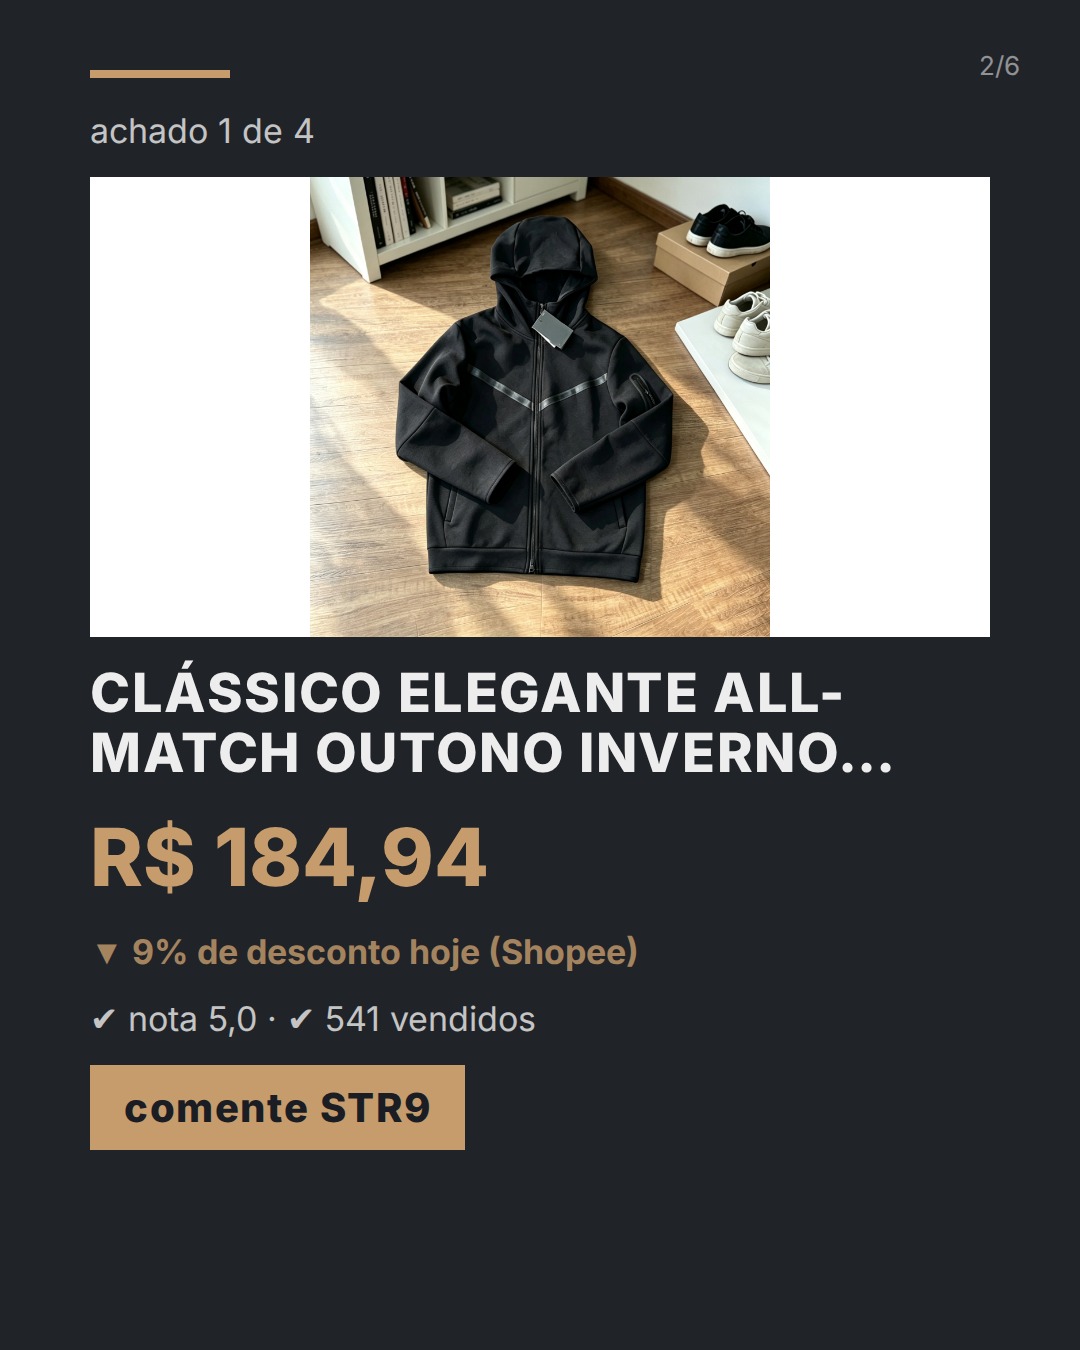 2/6
achado 1 de 4
CLÁSSICO ELEGANTE ALL-
MATCH OUTONO INVERNO...
R$ 184,94
▼ 9% de desconto hoje (Shopee)
✔ nota 5,0 · ✔ 541 vendidos
comente STR9